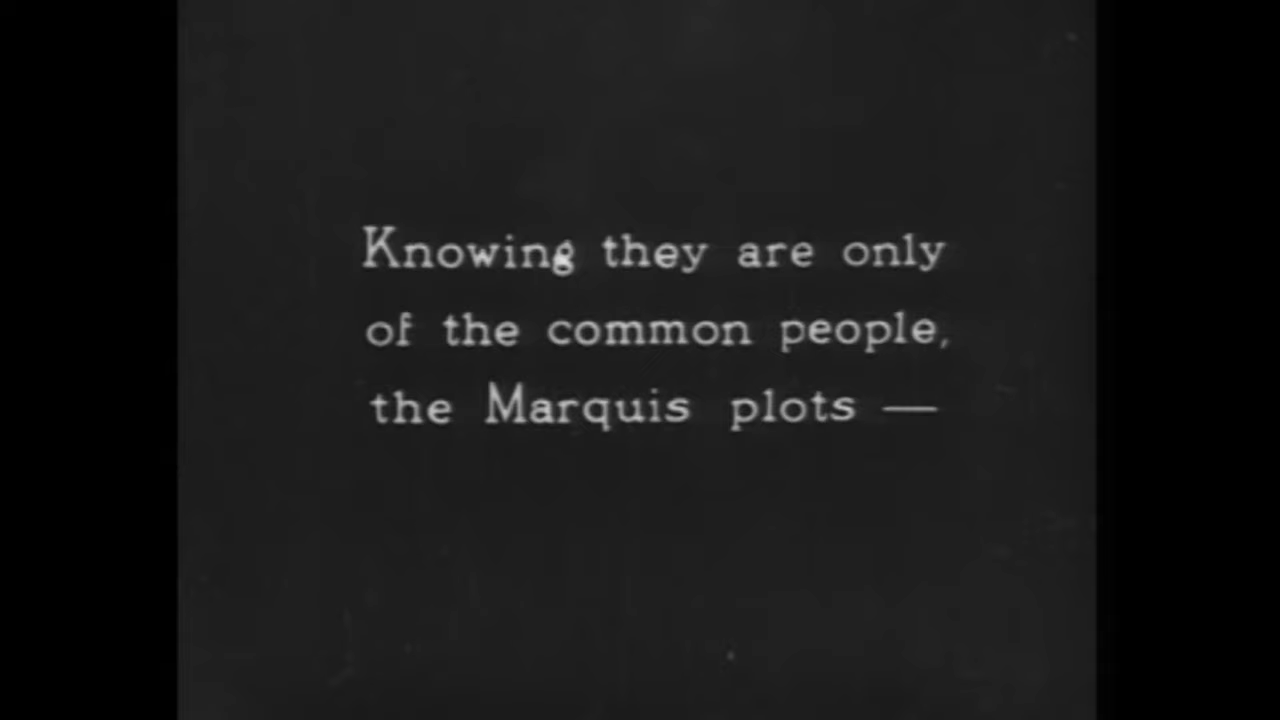 Knowing they are only
of the common people,
the Marquis plots —